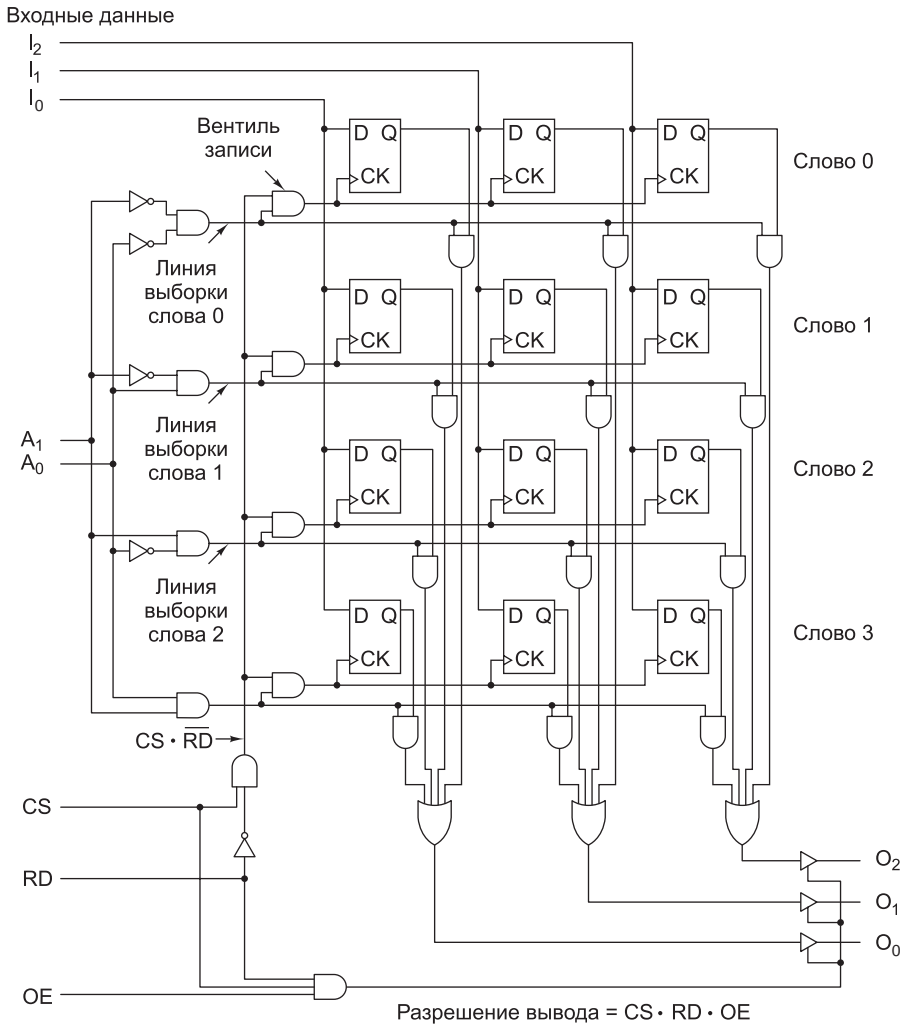 Входные данные
I2
I1
I0
Вентиль
записи
D Q
CK
D Q
CK
D Q
CK
Слово 0
Линия
выборки
слова 0
D Q
CK
D Q
CK
D Q
CK
Слово 1
Линия
выборки
слова 1
A1
A0
D Q
CK
D Q
CK
D Q
CK
Слово 2
Линия
выборки
слова 2
D Q
CK
D Q
CK
D Q
CK
Слово 3
CS · R̅D̅
CS
RD
OE
O2
O1
O0
Разрешение вывода = CS · RD · OE